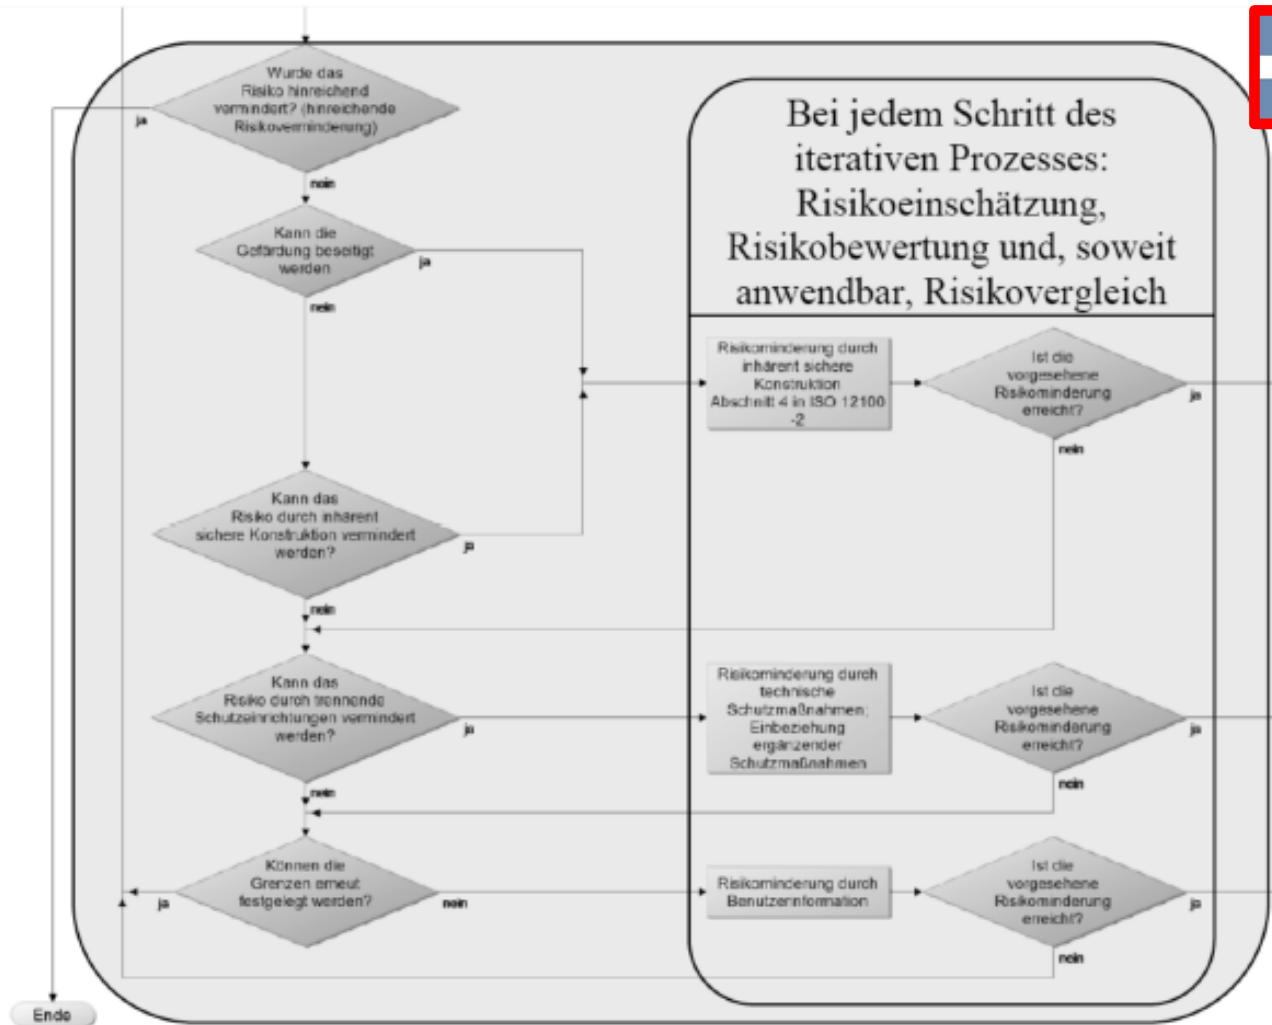 Wurde das
Risiko hinreichend
vermindert? (hinreichende
Risikoverminderung)
ja
nein
Kann die
Gefärdung beseitigt
werden
ja
nein
Kann das
Risiko durch inhärent
sichere Konstruktion vermindert
werden?
ja
nein
Kann das
Risiko durch trennende
Schutzeinrichtungen vermindert
werden?
ja
nein
Können die
Grenzen erneut
festgelegt werden?
ja
nein
Ende
Bei jedem Schritt des
iterativen Prozesses:
Risikoeinschätzung,
Risikobewertung und, soweit
anwendbar, Risikovergleich
Risikominderung durch
inhärent sichere
Konstruktion
Abschnitt 4 in ISO 12100
-2
Ist die
vorgesehene
Risikominderung
erreicht?
ja
nein
Risikominderung durch
technische
Schutzmaßnahmen;
Einbeziehung
ergänzender
Schutzmaßnahmen
Ist die
vorgesehene
Risikominderung
erreicht?
ja
nein
Risikominderung durch
Benutzerinformation
Ist die
vorgesehene
Risikominderung
erreicht?
ja
nein